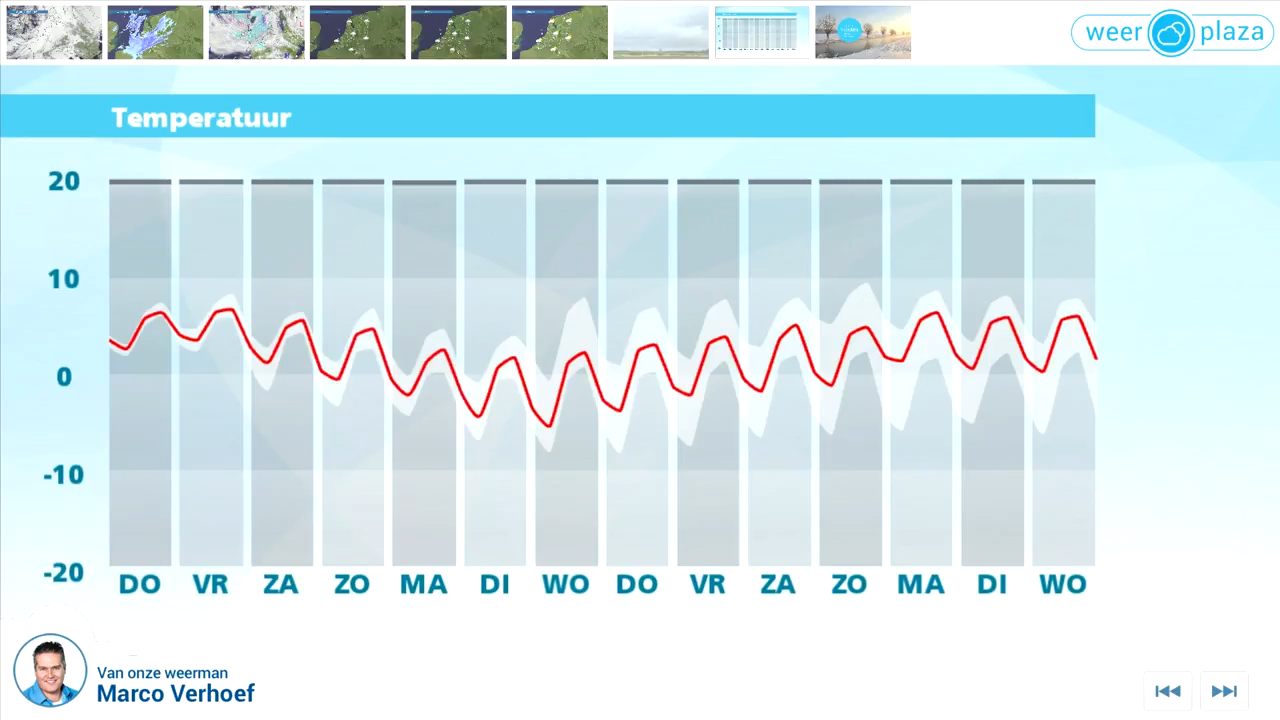 weer plaza
Temperatuur
20
10
0
-10
-20
DO VR ZA ZO MA DI WO DO VR ZA ZO MA DI WO
Van onze weerman
Marco Verhoef